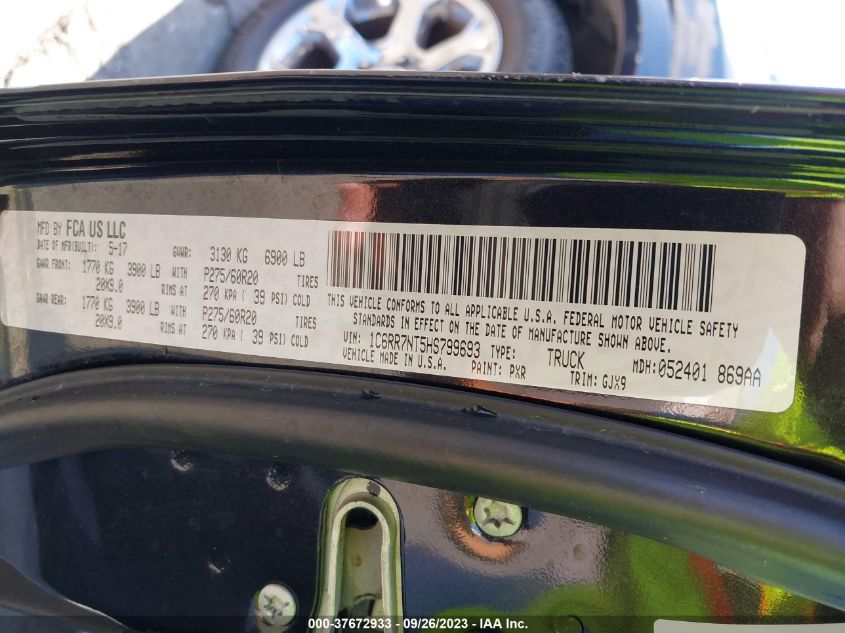 MFD BY FCA US LLC
DATE OF MFR(BUILT): 5-17 GVWR: 3130 KG 6900 LB
GAWR FRONT: 1770 KG 3900 LB WITH P275/60R20 TIRES
20X9.0 RIMS AT 270 KPA ( 39 PSI) COLD
GAWR REAR: 1770 KG 3900 LB WITH P275/60R20 TIRES
20X9.0 RIMS AT 270 KPA ( 39 PSI) COLD
THIS VEHICLE CONFORMS TO ALL APPLICABLE U.S.A. FEDERAL MOTOR VEHICLE SAFETY
STANDARDS IN EFFECT ON THE DATE OF MANUFACTURE SHOWN ABOVE.
VIN: 1C6RR7NT5HS799693 TYPE: TRUCK MDH:052401 869AA
VEHICLE MADE IN U.S.A. PAINT: PXR TRIM: GJX9
000-37672933 - 09/26/2023 - IAA Inc.